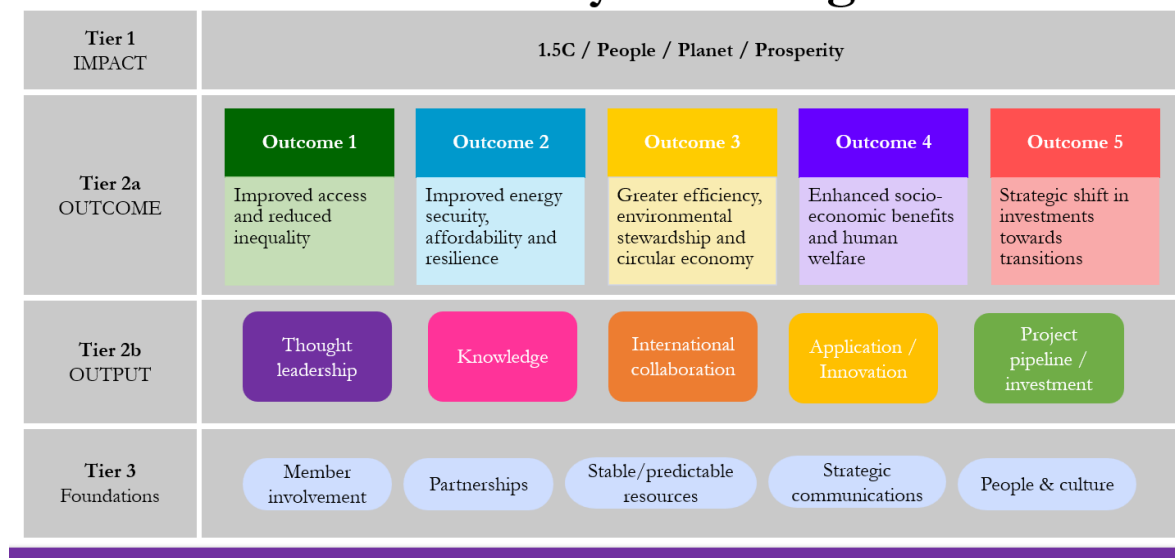 Tier 1
IMPACT
1.5C / People / Planet / Prosperity
Tier 2a
OUTCOME
Outcome 1
Improved access
and reduced
inequality
Outcome 2
Improved energy
security,
affordability and
resilience
Outcome 3
Greater efficiency,
environmental
stewardship and
circular economy
Outcome 4
Enhanced socio-
economic benefits
and human
welfare
Outcome 5
Strategic shift in
investments
towards
transitions
Tier 2b
OUTPUT
Thought
leadership
Knowledge
International
collaboration
Application /
Innovation
Project
pipeline /
investment
Tier 3
Foundations
Member
involvement
Partnerships
Stable/predictable
resources
Strategic
communications
People & culture